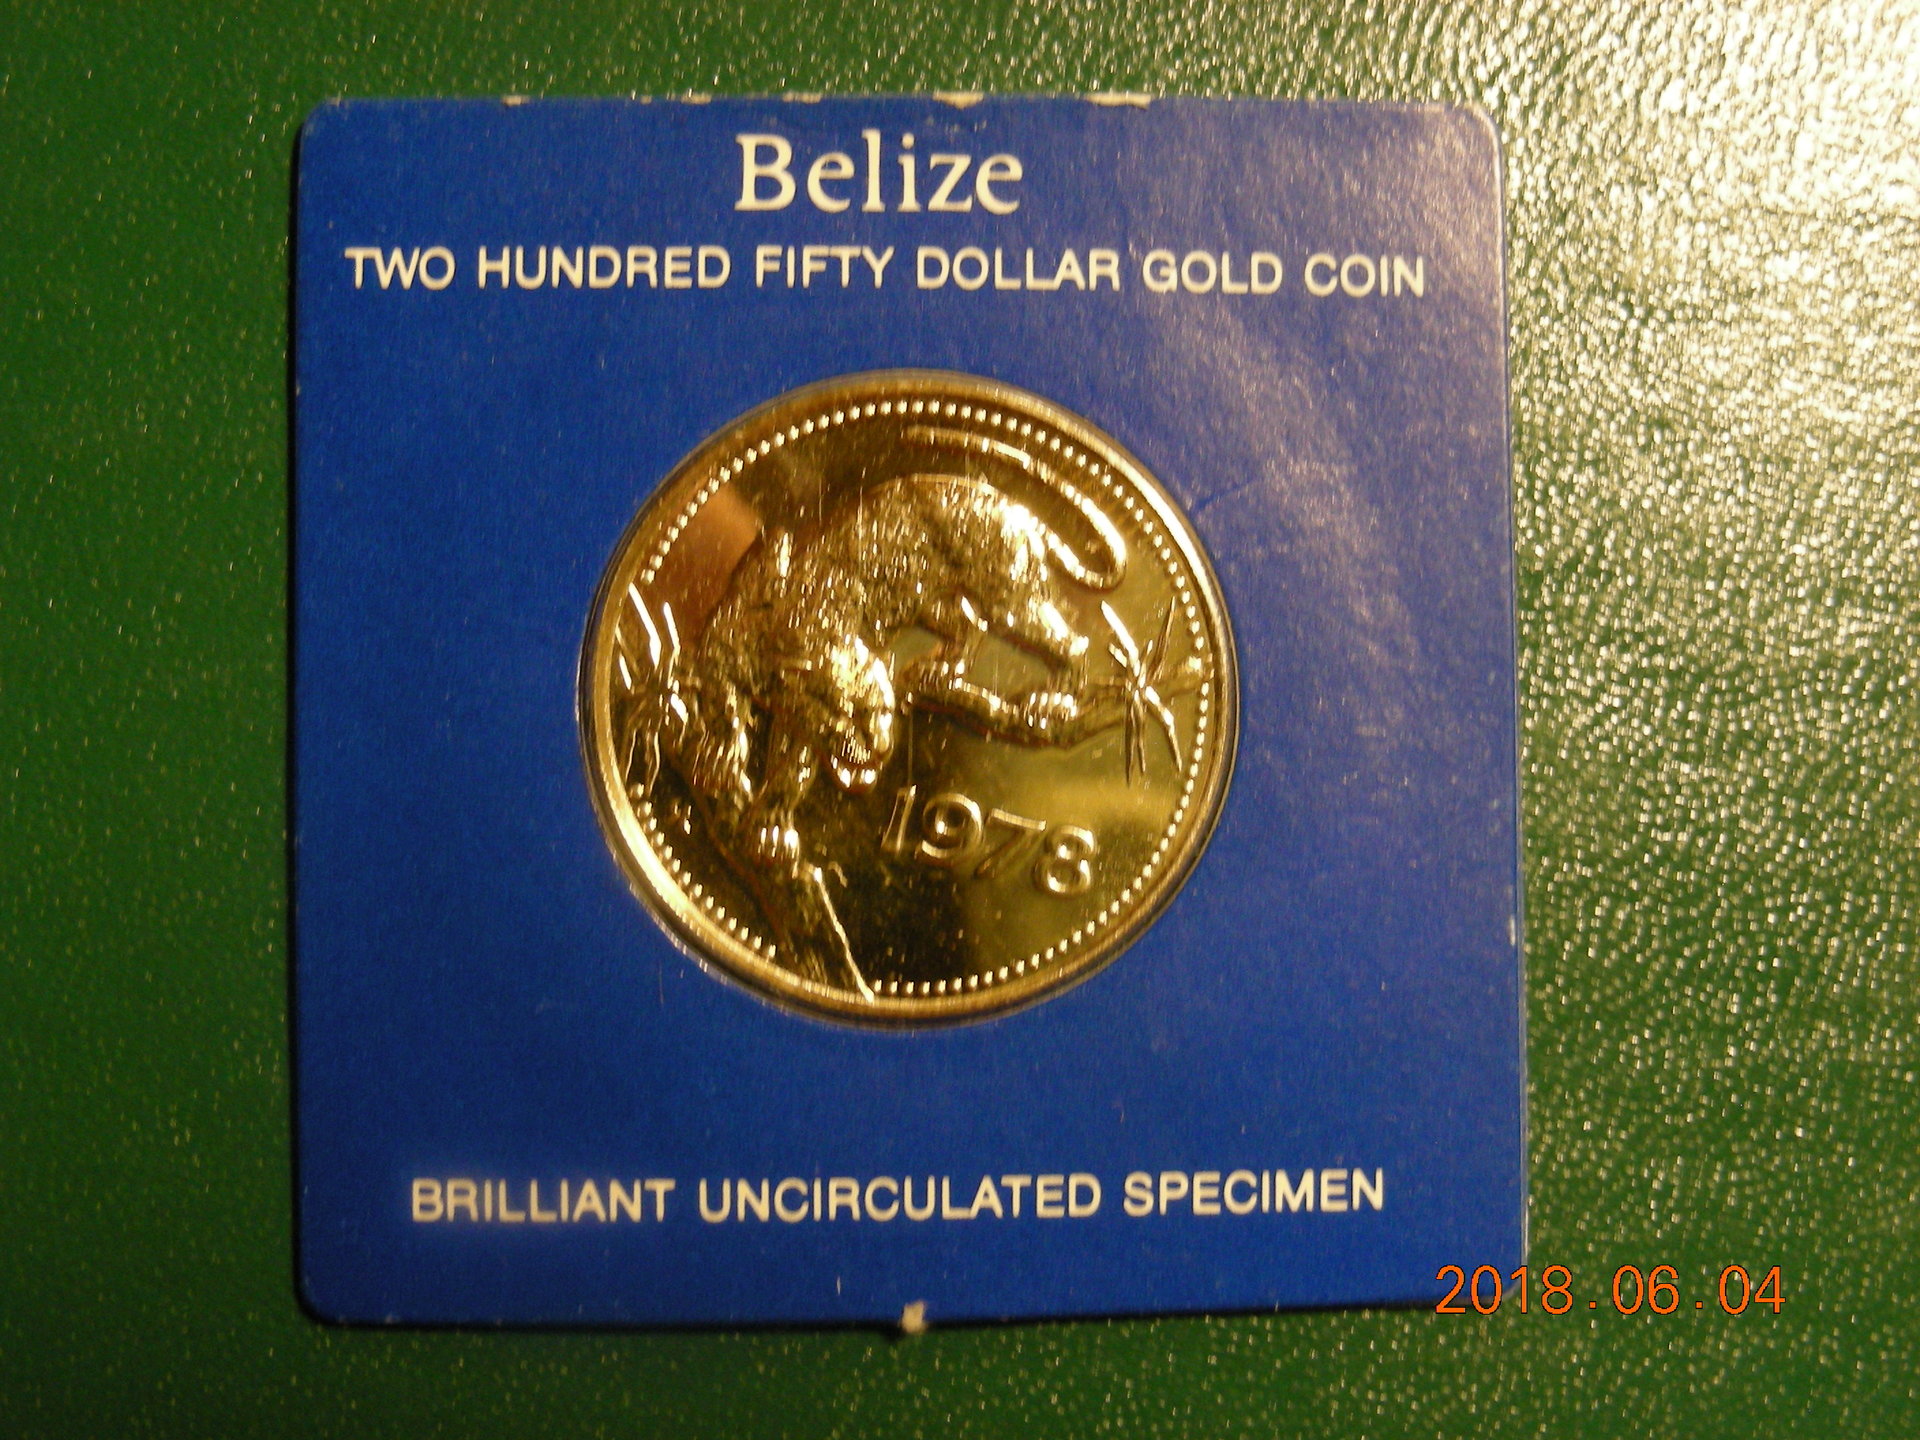 Belize
TWO HUNDRED FIFTY DOLLAR GOLD COIN
1978
BRILLIANT UNCIRCULATED SPECIMEN
2018.06.04